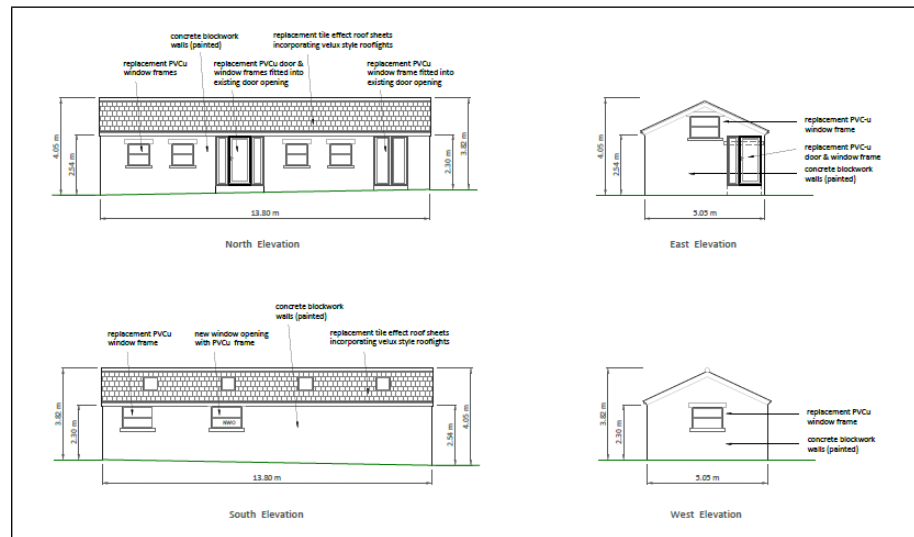 concrete blockwork
walls (painted)
replacement tile effect roof sheets
incorporating velux style rooflights
replacement PVCu
window frames
replacement PVCu door &
window frames fitted into
existing door opening
replacement PVCu
window frame fitted into
existing door opening
4.05 m
2.54 m
2.30 m
3.82 m
13.80 m
North Elevation
replacement PVC-u
window frame
replacement PVC-u
door & window frame
concrete blockwork
walls (painted)
4.05 m
2.54 m
5.05 m
East Elevation
concrete blockwork
walls (painted)
replacement PVCu
window frame
new window opening
with PVCu frame
replacement tile effect roof sheets
incorporating velux style rooflights
NWO
3.82 m
2.30 m
2.54 m
4.05 m
13.80 m
South Elevation
replacement PVCu
window frame
concrete blockwork
walls (painted)
3.82 m
2.30 m
5.05 m
West Elevation